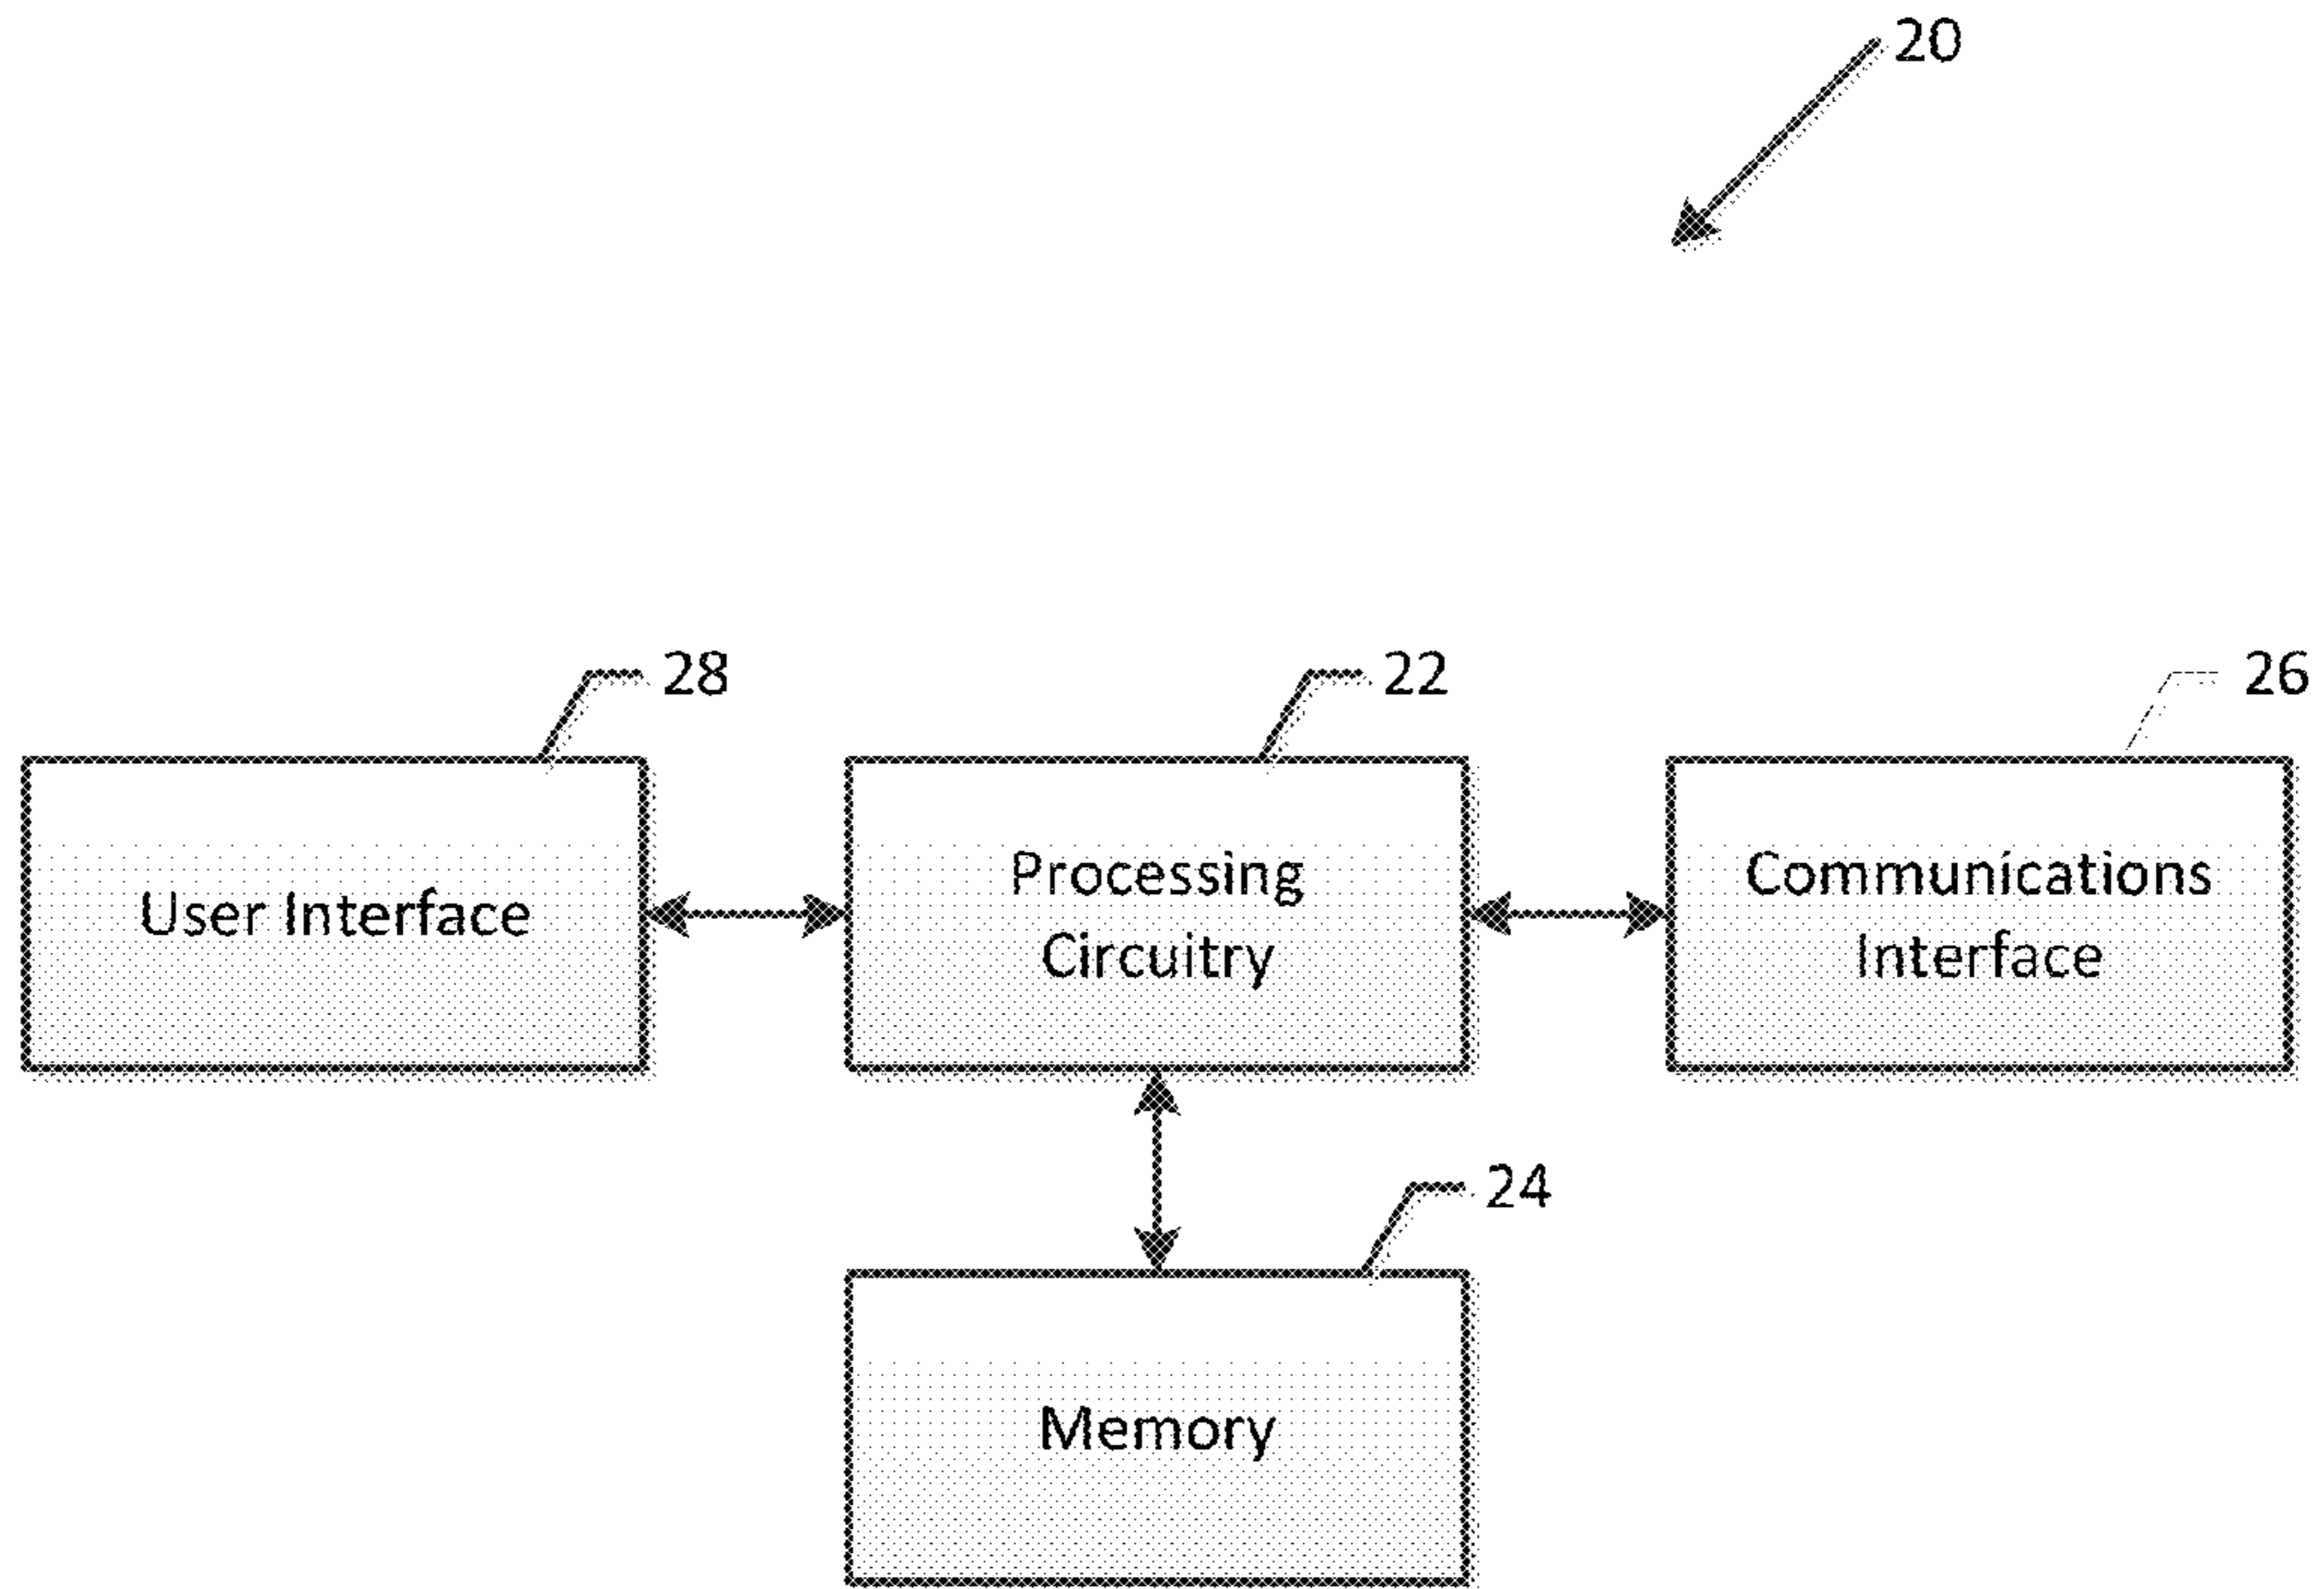 20
28
22
26
User Interface
Processing
Circuitry
Communications
Interface
24
Memory